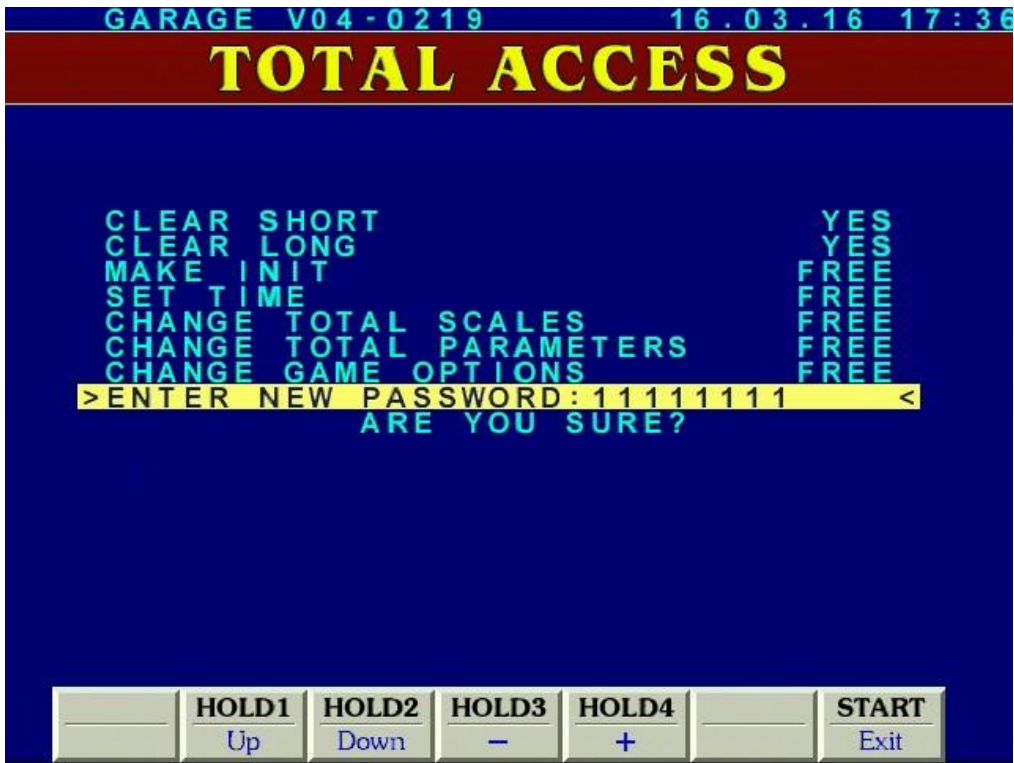 GARAGE V04-0219 16.03.16 17:36
TOTAL ACCESS
CLEAR SHORT YES
CLEAR LONG YES
MAKE INIT FREE
SET TIME FREE
CHANGE TOTAL SCALES FREE
CHANGE TOTAL PARAMETERS FREE
CHANGE GAME OPTIONS FREE
>ENTER NEW PASSWORD:11111111 <
ARE YOU SURE?
HOLD1 HOLD2 HOLD3 HOLD4 START
Up Down − + Exit